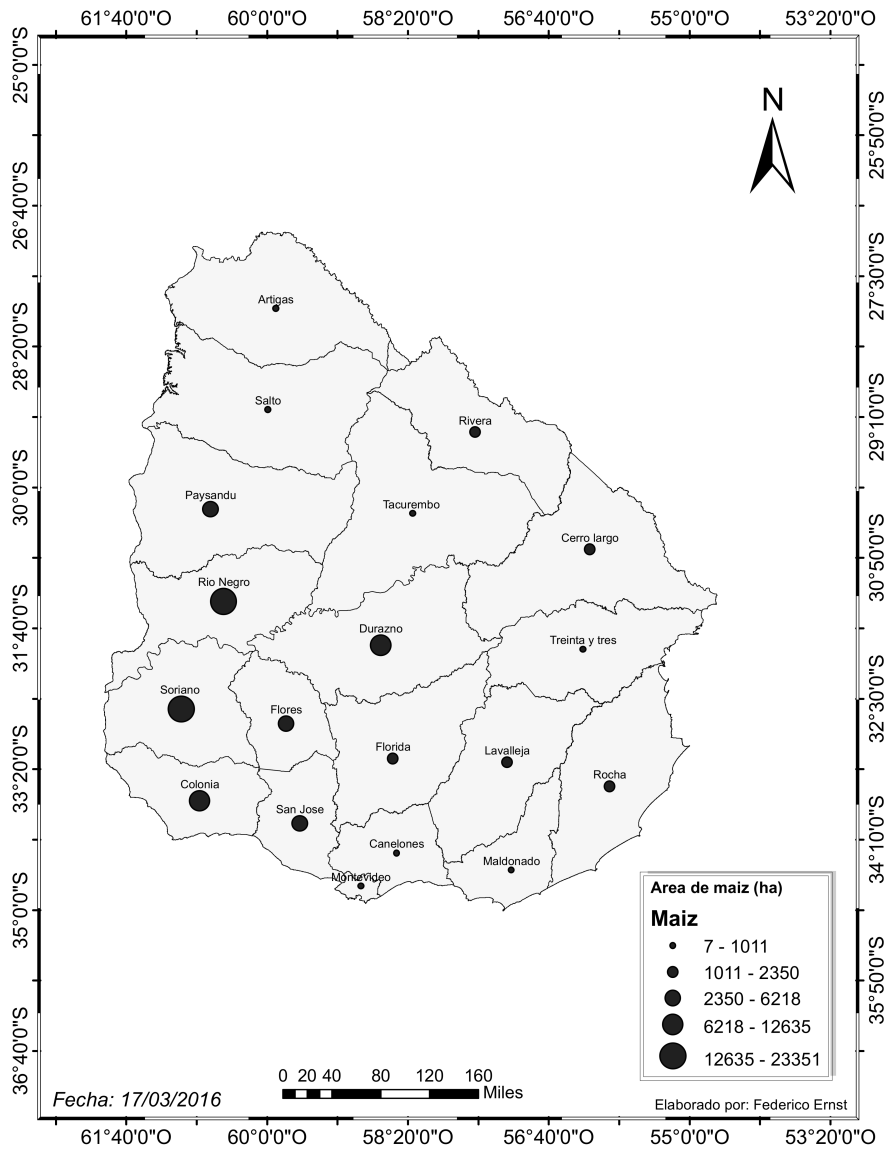 61°40'0"O 60°0'0"O 58°20'0"O 56°40'0"O 55°0'0"O 53°20'0"O
25°0'0"S
25°50'0"S
26°40'0"S
27°30'0"S
28°20'0"S
29°10'0"S
30°0'0"S
30°50'0"S
31°40'0"S
32°30'0"S
33°20'0"S
34°10'0"S
35°0'0"S
35°50'0"S
36°40'0"S
N
Artigas
Salto
Rivera
Paysandu
Tacurembo
Cerro largo
Rio Negro
Durazno
Treinta y tres
Soriano
Flores
Florida
Lavalleja
Rocha
Colonia
San Jose
Canelones
Maldonado
Montevideo
Area de maiz (ha)
Maiz
7 - 1011
1011 - 2350
2350 - 6218
6218 - 12635
12635 - 23351
0 20 40 80 120 160
Miles
Fecha: 17/03/2016
Elaborado por: Federico Ernst
61°40'0"O 60°0'0"O 58°20'0"O 56°40'0"O 55°0'0"O 53°20'0"O